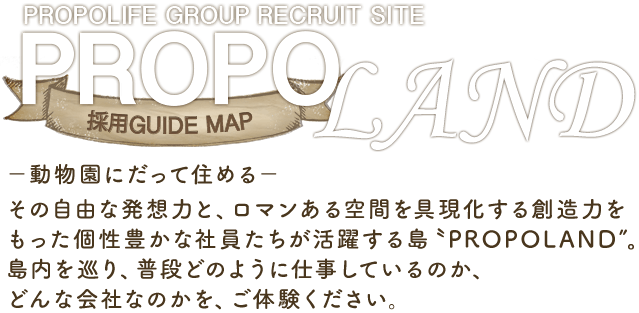 PROPOLIFE GROUP RECRUIT SITE
PROPO LAND
採用GUIDE MAP
－動物園にだって住める－
その自由な発想力と、ロマンある空間を具現化する創造力を
もった個性豊かな社員たちが活躍する島〝PROPOLAND〟。
島内を巡り、普段どのように仕事しているのか、
どんな会社なのかを、ご体験ください。